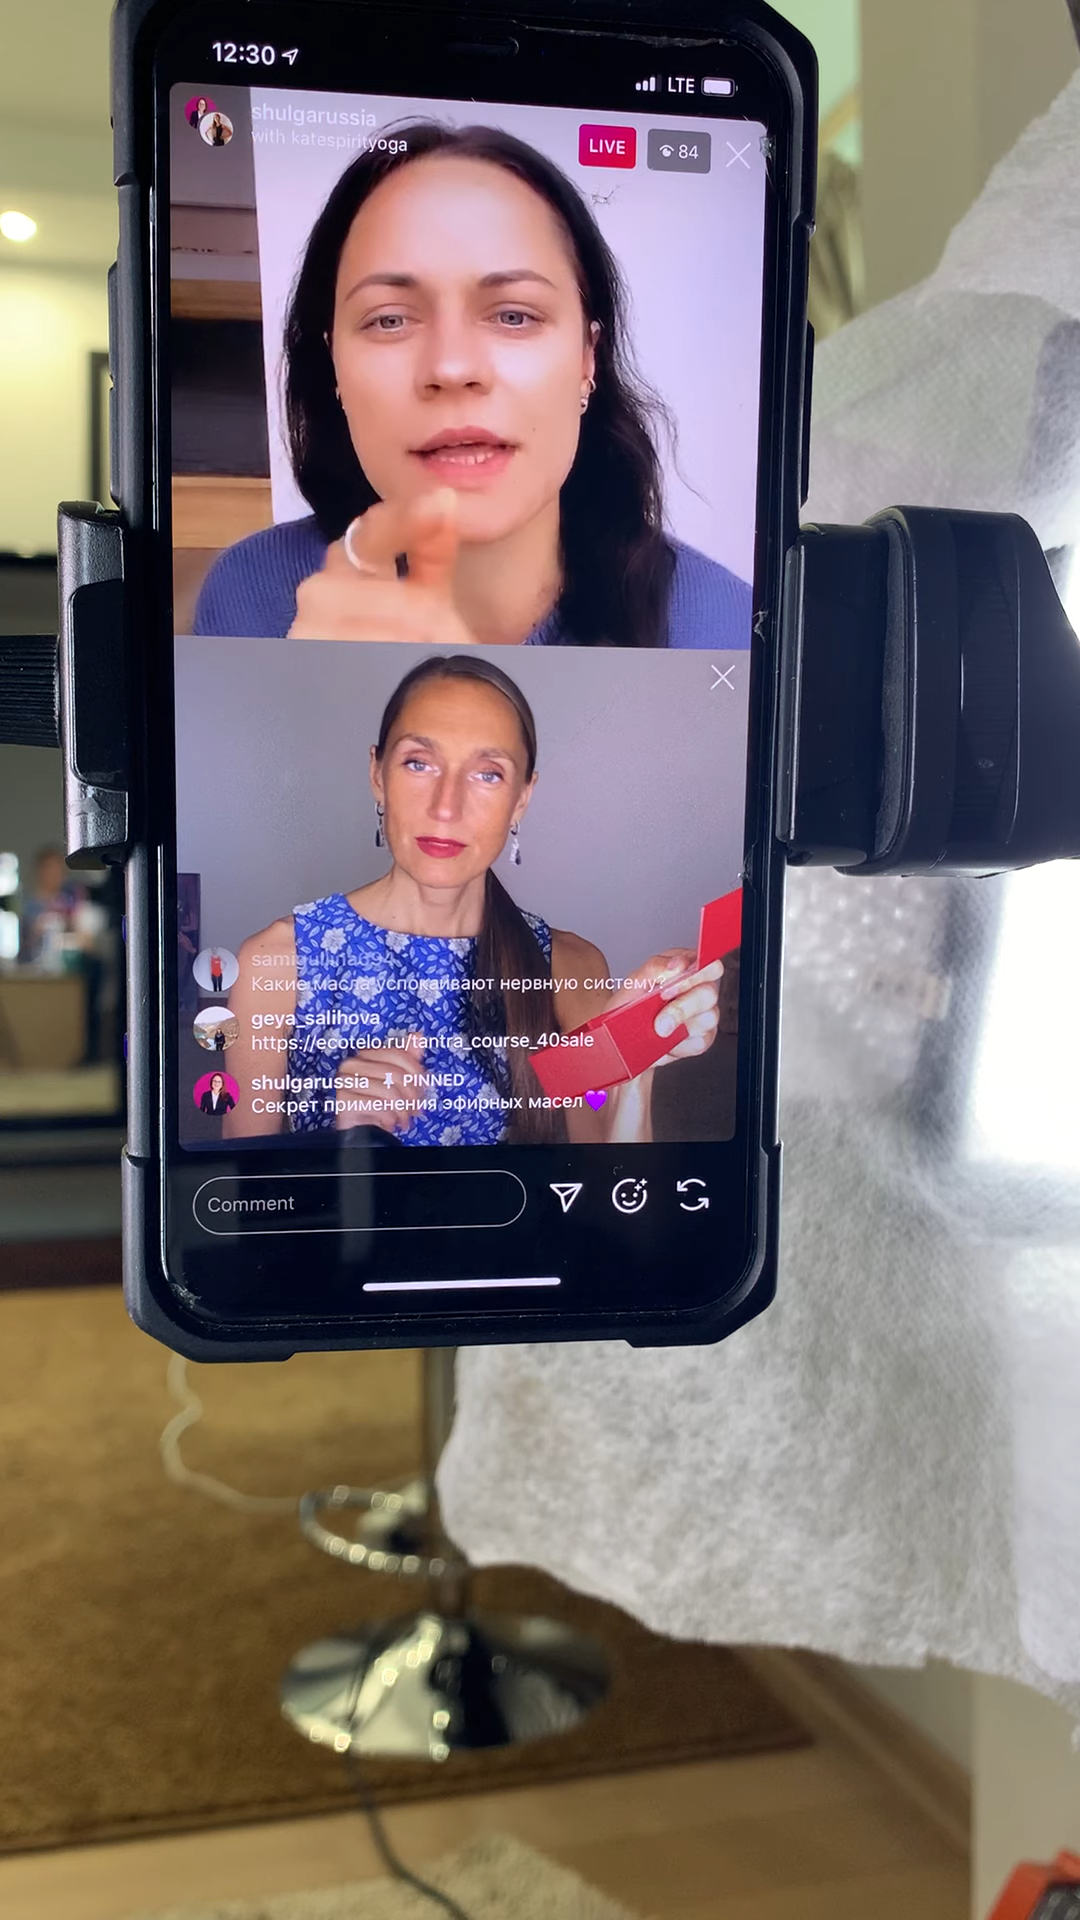 12:30
LTE
shulgarussia
with katespirityoga
LIVE
84
samigullina694
Какие масла успокаивают нервную систему?
geya_salihova
https://ecotelo.ru/tantra_course_40sale
shulgarussia PINNED
Секрет применения эфирных масел💜
Comment